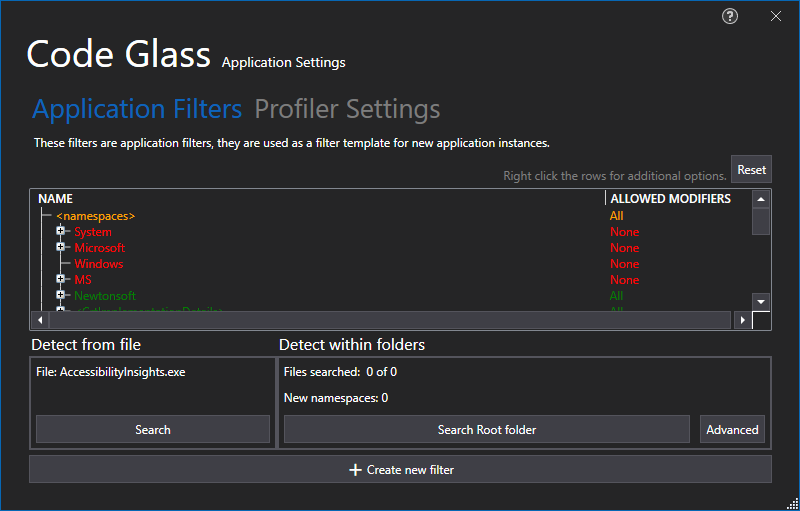 Code Glass Application Settings
Application Filters Profiler Settings
These filters are application filters, they are used as a filter template for new application instances.
Right click the rows for additional options. Reset
NAME ALLOWED MODIFIERS
<namespaces> All
System None
Microsoft None
Windows None
MS None
Newtonsoft All
<CrtImplementationDetails> All
Detect from file Detect within folders
File: AccessibilityInsights.exe Files searched: 0 of 0
New namespaces: 0
Search Search Root folder Advanced
Create new filter